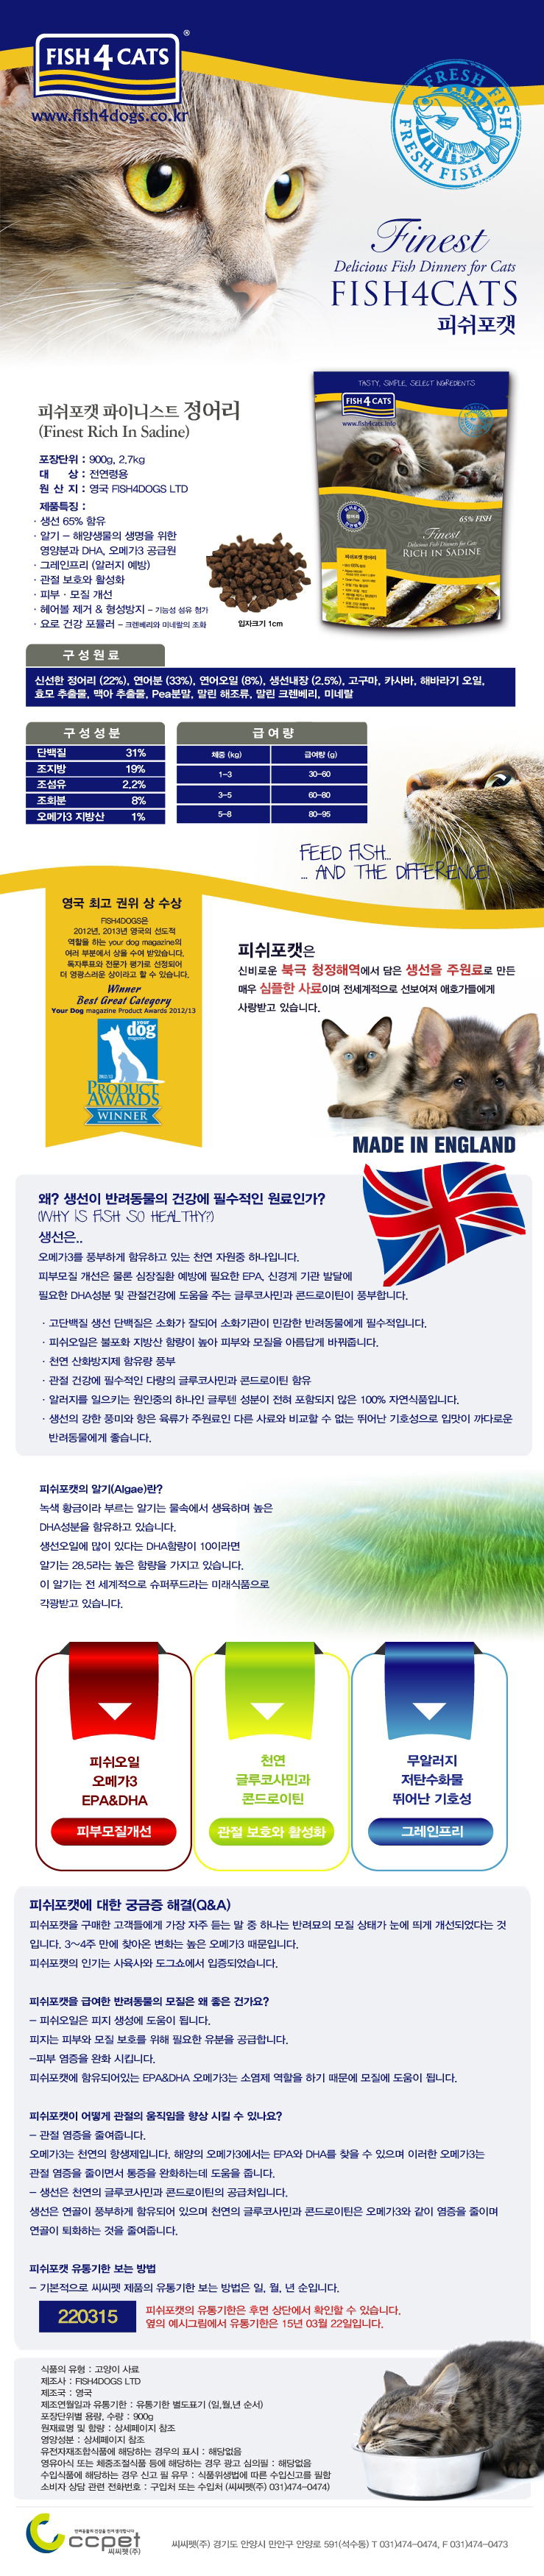 FISH 4 CATS
®
www.fish4dogs.co.kr
FRESH FISH
FRESH FISH
Finest
Delicious Fish Dinners for Cats
FISH4CATS
피쉬포캣
TASTY, SIMPLE, SELECT INGREDIENTS
FISH 4 CATS
www.fish4cats.info
65% FISH
Finest
Delicious Fish Dinners for Cats
RICH IN SADINE
피쉬포캣 파이니스트 정어리
(Finest Rich In Sadine)
포장단위 : 900g, 2,7kg
대 상 : 전연령용
원 산 지 : 영국 FISH4DOGS LTD
제품특징 :
· 생선 65% 함유
· 알기 – 해양생물의 생명을 위한
영양분과 DHA, 오메가3 공급원
· 그레인프리 (알러지 예방)
· 관절 보호와 활성화
· 피부 · 모질 개선
· 헤어볼 제거 & 형성방지 – 기능성 섬유 첨가
· 요로 건강 포뮬러 – 크렌베리와 미네랄의 조화
입자크기 1cm
구성원료
신선한 정어리 (22%), 연어분 (33%), 연어오일 (8%), 생선내장 (2,5%), 고구마, 카사바, 해바라기 오일,
효모 추출물, 맥아 추출물, Pea분말, 말린 해조류, 말린 크렌베리, 미네랄
구성성분
단백질 31%
조지방 19%
조섬유 2.2%
조회분 8%
오메가3 지방산 1%
급여량
체중 (kg) 급여량 (g)
1–3 30–60
3–5 60–80
5–8 80–95
FEED FISH...
... AND THE DIFFERENCE!
영국 최고 권위 상 수상
FISH4DOGS은
2012년, 2013년 영국의 선도적
역할을 하는 your dog magazine의
여러 부분에서 상을 수여 받았습니다.
독자투표와 전문가 평가로 선정되어
더 영광스러운 상이라고 할 수 있습니다.
Winner
Best Great Category
Your Dog magazine Product Awards 2012/13
your
dog
magazine
2012/13
PRODUCT
AWARDS
WINNER
피쉬포캣은
신비로운 북극 청정해역에서 담은 생선을 주원료로 만든
매우 심플한 사료이며 전세계적으로 선보여져 애호가들에게
사랑받고 있습니다.
MADE IN ENGLAND
왜? 생선이 반려동물의 건강에 필수적인 원료인가?
(WHY IS FISH SO HEALTHY?)
생선은..
오메가3를 풍부하게 함유하고 있는 천연 자원중 하나입니다.
피부모질 개선은 물론 심장질환 예방에 필요한 EPA, 신경계 기관 발달에
필요한 DHA성분 및 관절건강에 도움을 주는 글루코사민과 콘드로이틴이 풍부합니다.
· 고단백질 생선 단백질은 소화가 잘되어 소화기관이 민감한 반려동물에게 필수적입니다.
· 피쉬오일은 불포화 지방산 함량이 높아 피부와 모질을 아름답게 바꿔줍니다.
· 천연 산화방지제 함유량 풍부
· 관절 건강에 필수적인 다량의 글루코사민과 콘드로이틴 함유
· 알러지를 일으키는 원인중의 하나인 글루텐 성분이 전혀 포함되지 않은 100% 자연식품입니다.
· 생선의 강한 풍미와 향은 육류가 주원료인 다른 사료와 비교할 수 없는 뛰어난 기호성으로 입맛이 까다로운
반려동물에게 좋습니다.
피쉬포캣의 알기(Algae)란?
녹색 황금이라 부르는 알기는 물속에서 생육하며 높은
DHA성분을 함유하고 있습니다.
생선오일에 많이 있다는 DHA함량이 10이라면
알기는 28.5라는 높은 함량을 가지고 있습니다.
이 알기는 전 세계적으로 슈퍼푸드라는 미래식품으로
각광받고 있습니다.
피쉬오일
오메가3
EPA&DHA
피부모질개선
천연
글루코사민과
콘드로이틴
관절 보호와 활성화
무알러지
저탄수화물
뛰어난 기호성
그레인프리
피쉬포캣에 대한 궁금증 해결(Q&A)
피쉬포캣을 구매한 고객들에게 가장 자주 듣는 말 중 하나는 반려묘의 모질 상태가 눈에 띄게 개선되었다는 것
입니다. 3~4주 만에 찾아온 변화는 높은 오메가3 때문입니다.
피쉬포캣의 인기는 사육사와 도그쇼에서 입증되었습니다.
피쉬포캣을 급여한 반려동물의 모질은 왜 좋은 건가요?
– 피쉬오일은 피지 생성에 도움이 됩니다.
피지는 피부와 모질 보호를 위해 필요한 유분을 공급합니다.
–피부 염증을 완화 시킵니다.
피쉬포캣에 함유되어있는 EPA&DHA 오메가3는 소염제 역할을 하기 때문에 모질에 도움이 됩니다.
피쉬포캣이 어떻게 관절의 움직임을 향상 시킬 수 있나요?
– 관절 염증을 줄여줍니다.
오메가3는 천연의 항생제입니다. 해양의 오메가3에서는 EPA와 DHA를 찾을 수 있으며 이러한 오메가3는
관절 염증을 줄이면서 통증을 완화하는데 도움을 줍니다.
– 생선은 천연의 글루코사민과 콘드로이틴의 공급처입니다.
생선은 연골이 풍부하게 함유되어 있으며 천연의 글루코사민과 콘드로이틴은 오메가3와 같이 염증을 줄이며
연골이 퇴화하는 것을 줄여줍니다.
피쉬포캣 유통기한 보는 방법
– 기본적으로 씨씨펫 제품의 유통기한 보는 방법은 일, 월, 년 순입니다.
220315
피쉬포캣의 유통기한은 후면 상단에서 확인할 수 있습니다.
옆의 예시그림에서 유통기한은 15년 03월 22일입니다.
식품의 유형 : 고양이 사료
제조사 : FISH4DOGS LTD
제조국 : 영국
제조연월일과 유통기한 : 유통기한 별도표기 (일,월,년 순서)
포장단위별 용량, 수량 : 900g
원재료명 및 함량 : 상세페이지 참조
영양성분 : 상세페이지 참조
유전자재조합식품에 해당하는 경우의 표시 : 해당없음
영유아식 또는 체중조절식품 등에 해당하는 경우 광고 심의필 : 해당없음
수입식품에 해당하는 경우 신고 필 유무 : 식품위생법에 따른 수입신고를 필함
소비자 상담 관련 전화번호 : 구입처 또는 수입처 (씨씨펫(주) 031)474-0474)
ccpet
씨씨펫(주)
씨씨펫(주) 경기도 안양시 만안구 안양로 591(석수동) T 031)474-0474, F 031)474-0473